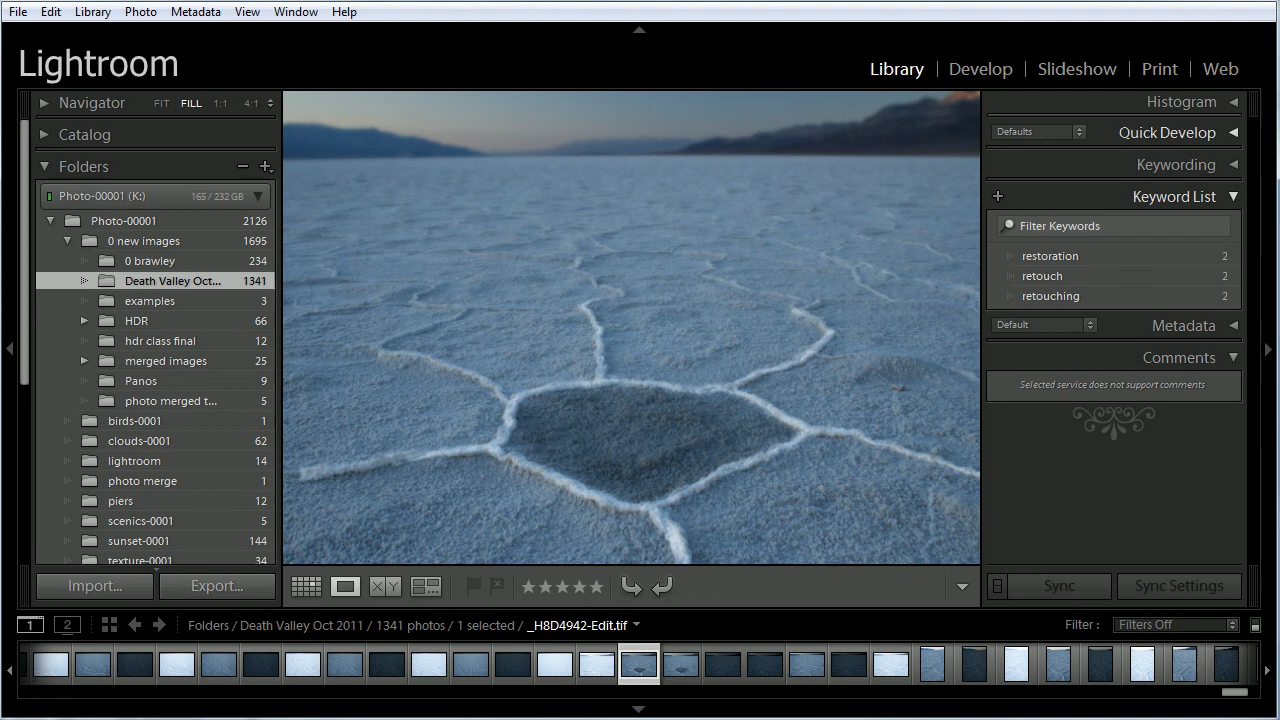 File Edit Library Photo Metadata View Window Help
Lightroom
Library | Develop | Slideshow | Print | Web
Navigator FIT FILL 1:1 4:1
Catalog
Folders
Photo-00001 (K:) 165 / 232 GB
Photo-00001 2126
0 new images 1695
0 brawley 234
Death Valley Oct... 1341
examples 3
HDR 66
hdr class final 12
merged images 25
Panos 9
photo merged t... 5
birds-0001 1
clouds-0001 62
lightroom 14
photo merge 1
piers 12
scenics-0001 5
sunset-0001 144
texture-0001 34
Import... Export...
Histogram
Defaults Quick Develop
Keywording
Keyword List
Filter Keywords
restoration 2
retouch 2
retouching 2
Default Metadata
Comments
Selected service does not support comments
X Y
Sync Sync Settings
1 2 Folders / Death Valley Oct 2011 / 1341 photos / 1 selected / _H8D4942-Edit.tif Filter : Filters Off